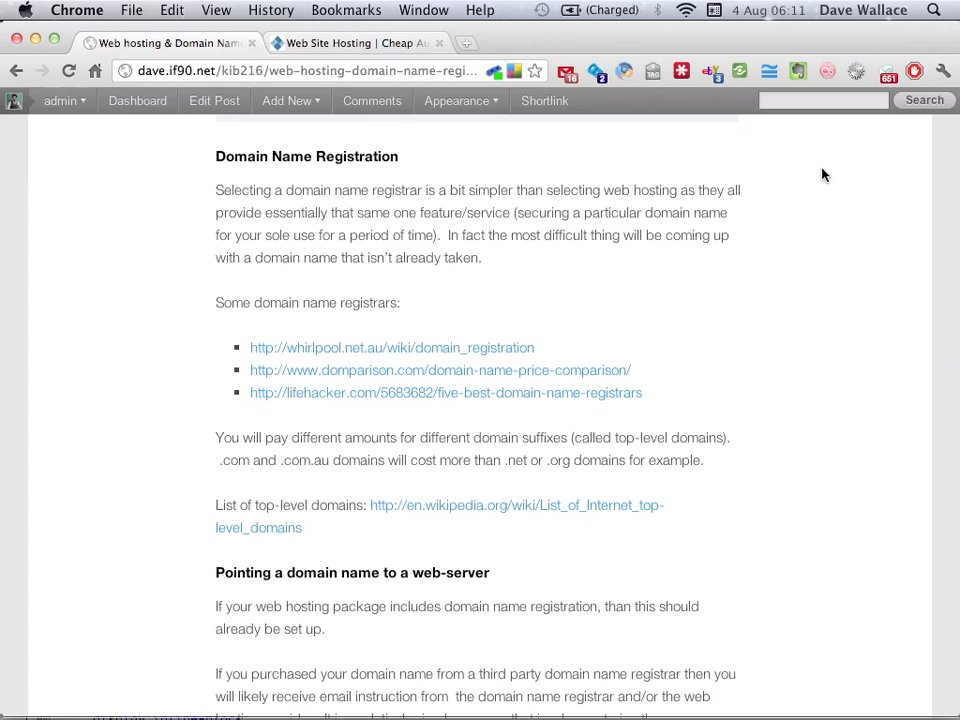 Chrome File Edit View History Bookmarks Window Help (Charged) 4 Aug 06:11 Dave Wallace
Web hosting & Domain Nam Web Site Hosting | Cheap Au
dave.if90.net/kib216/web-hosting-domain-name-regi... 16 2 TAG 3 651
admin Dashboard Edit Post Add New Comments Appearance Shortlink Search
Domain Name Registration
Selecting a domain name registrar is a bit simpler than selecting web hosting as they all
provide essentially that same one feature/service (securing a particular domain name
for your sole use for a period of time). In fact the most difficult thing will be coming up
with a domain name that isn't already taken.
Some domain name registrars:
http://whirlpool.net.au/wiki/domain_registration
http://www.domparison.com/domain-name-price-comparison/
http://lifehacker.com/5683682/five-best-domain-name-registrars
You will pay different amounts for different domain suffixes (called top-level domains).
.com and .com.au domains will cost more than .net or .org domains for example.
List of top-level domains: http://en.wikipedia.org/wiki/List_of_Internet_top-
level_domains
Pointing a domain name to a web-server
If your web hosting package includes domain name registration, than this should
already be set up.
If you purchased your domain name from a third party domain name registrar then you
will likely receive email instruction from the domain name registrar and/or the web